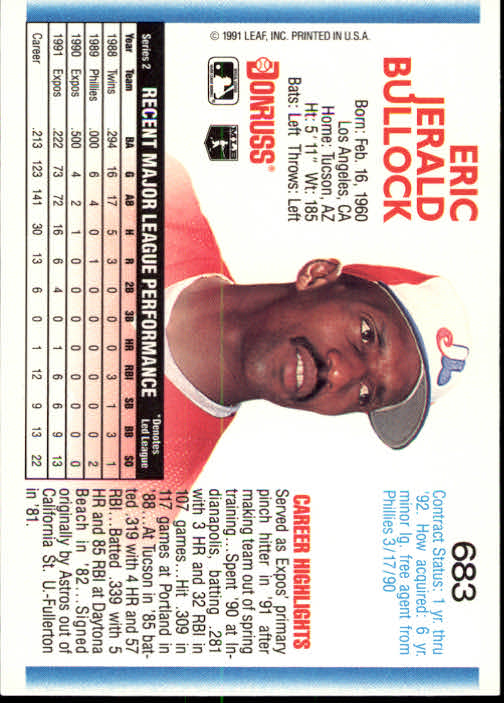 ERIC
JERALD
BULLOCK
Born: Feb. 16, 1960
Los Angeles, CA
Home: Tucson, AZ
Ht: 5' 11" Wt: 185
Bats: Left Throws: Left
DONRUSS®
MLBPA
© 1991 LEAF, INC. PRINTED IN U.S.A.
683
Contract Status: 1 yr. thru
'92. How acquired: 6 yr.
minor lg. free agent from
Phillies 3/17/90
CAREER HIGHLIGHTS
Served as Expos' primary
pinch hitter in '91 after
making team out of spring
training...Spent '90 at In-
dianapolis, batting .281
with 3 HR and 32 RBI in
107 games...Hit .309 in
117 games at Portland in
'88...At Tucson in '85 bat-
ted .319 with 4 HR and 57
RBI...Batted .339 with 5
HR and 85 RBI at Daytona
Beach in '82....Signed
originally by Astros out of
California St. U.-Fullerton
in '81.
Series 2 RECENT MAJOR LEAGUE PERFORMANCE *Denotes
Led League
Year Team BA G AB H R 2B 3B HR RBI SB BB SO
1988 Twins .294 16 17 5 3 0 0 0 3 1 3 1
1989 Phillies .000 6 4 0 1 0 0 0 0 0 0 2
1990 Expos .500 4 2 1 0 0 0 0 0 0 0 0
1991 Expos .222 73 72 16 6 4 0 1 6 6 9 13
Career .213 123 141 30 13 6 0 1 12 9 13 22